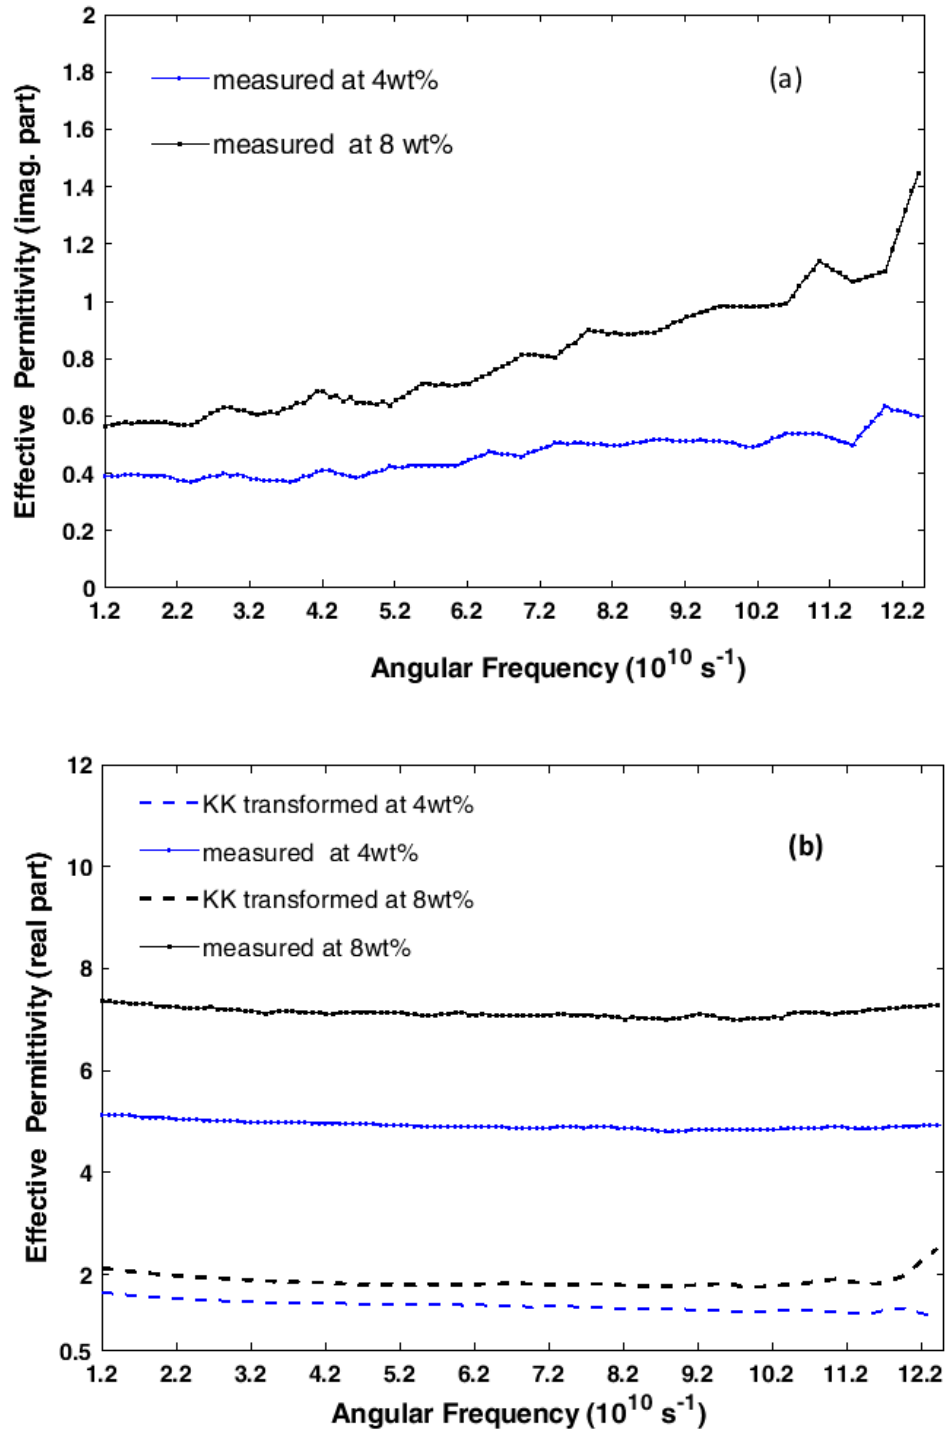 2
1.8
1.6
1.4
1.2
1
0.8
0.6
0.4
0.2
0
Effective Permittivity (imag. part)
measured at 4wt%
measured at 8 wt%
(a)
1.2 2.2 3.2 4.2 5.2 6.2 7.2 8.2 9.2 10.2 11.2 12.2
Angular Frequency (10^10 s^-1)
12
10
8
6
4
2
0.5
Effective Permittivity (real part)
KK transformed at 4wt%
measured at 4wt%
KK transformed at 8wt%
measured at 8wt%
(b)
1.2 2.2 3.2 4.2 5.2 6.2 7.2 8.2 9.2 10.2 11.2 12.2
Angular Frequency (10^10 s^-1)